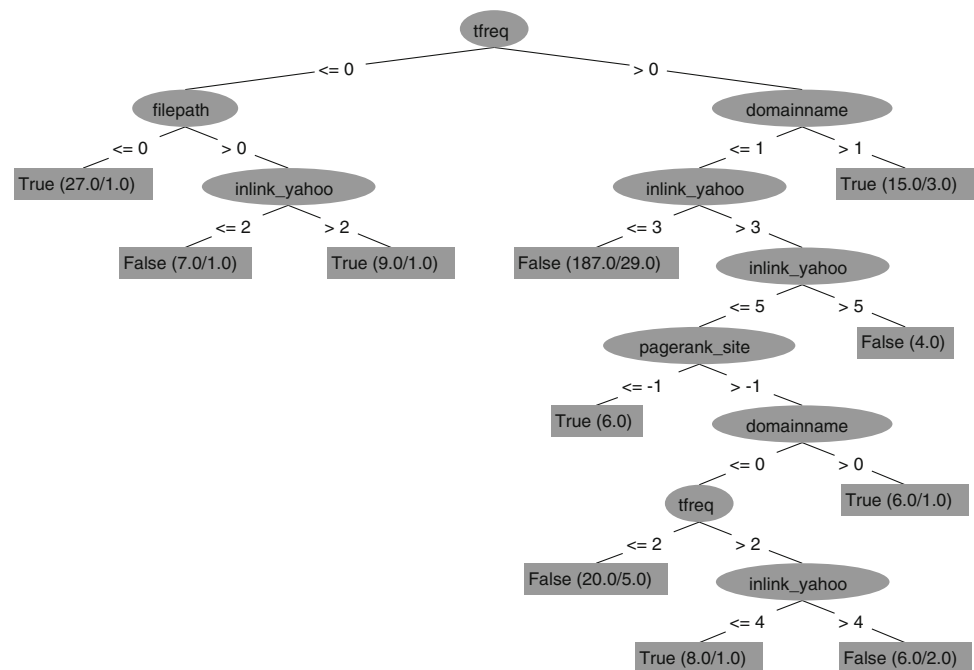 tfreq
<= 0
> 0
filepath
domainname
<= 0
> 0
<= 1
> 1
True (27.0/1.0)
inlink_yahoo
inlink_yahoo
True (15.0/3.0)
<= 2
> 2
<= 3
> 3
False (7.0/1.0)
True (9.0/1.0)
False (187.0/29.0)
inlink_yahoo
<= 5
> 5
pagerank_site
False (4.0)
<= -1
> -1
True (6.0)
domainname
<= 0
> 0
tfreq
True (6.0/1.0)
<= 2
> 2
False (20.0/5.0)
inlink_yahoo
<= 4
> 4
True (8.0/1.0)
False (6.0/2.0)